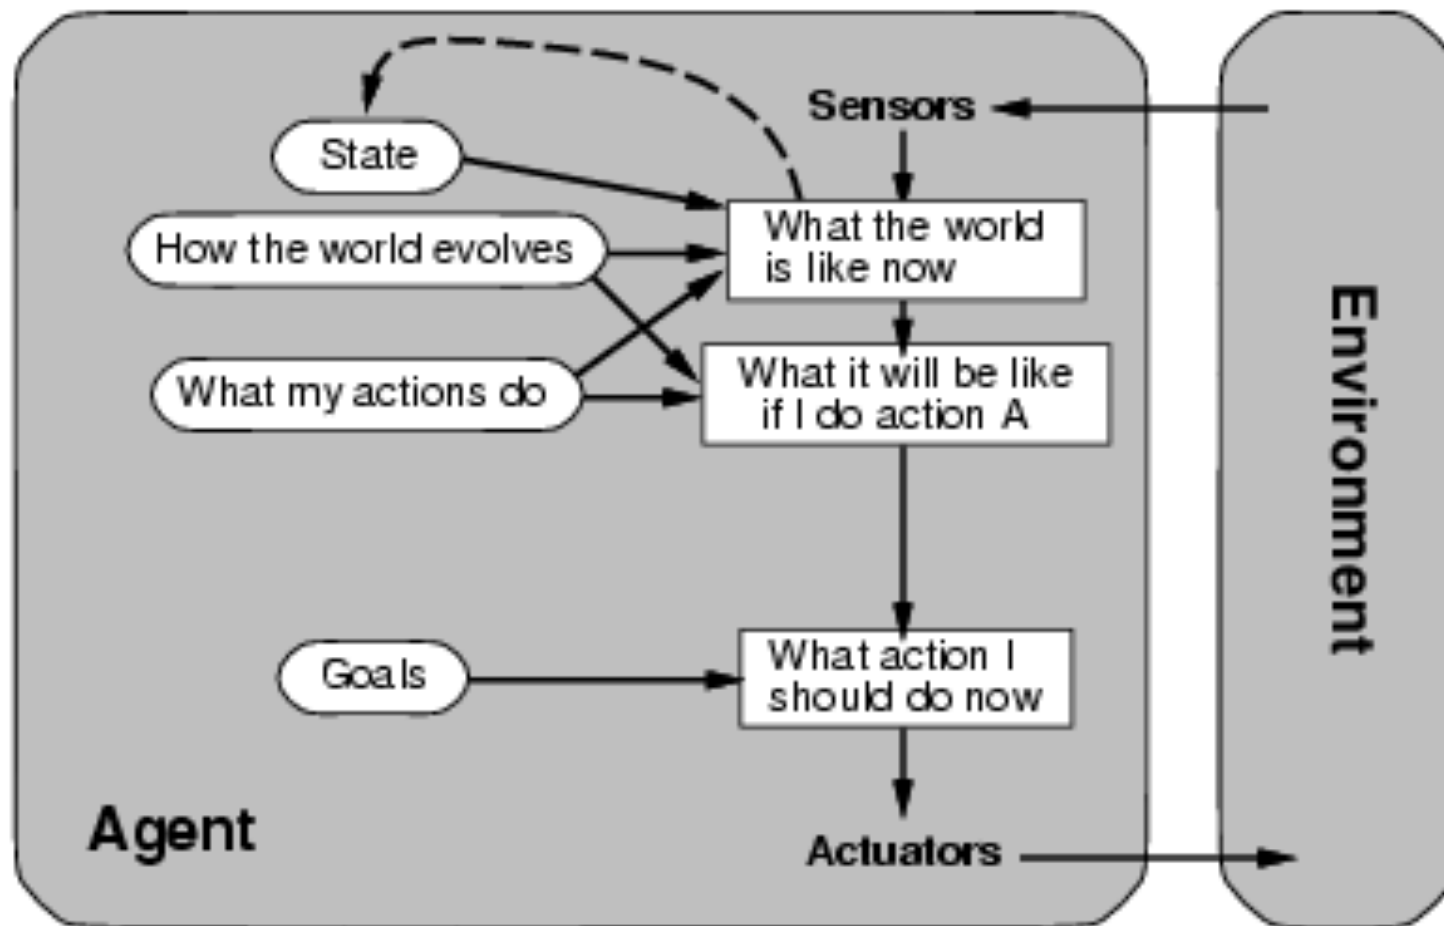 Sensors
State
What the world
is like now
How the world evolves
What it will be like
if I do action A
What my actions do
Environment
Goals
What action I
should do now
Agent
Actuators